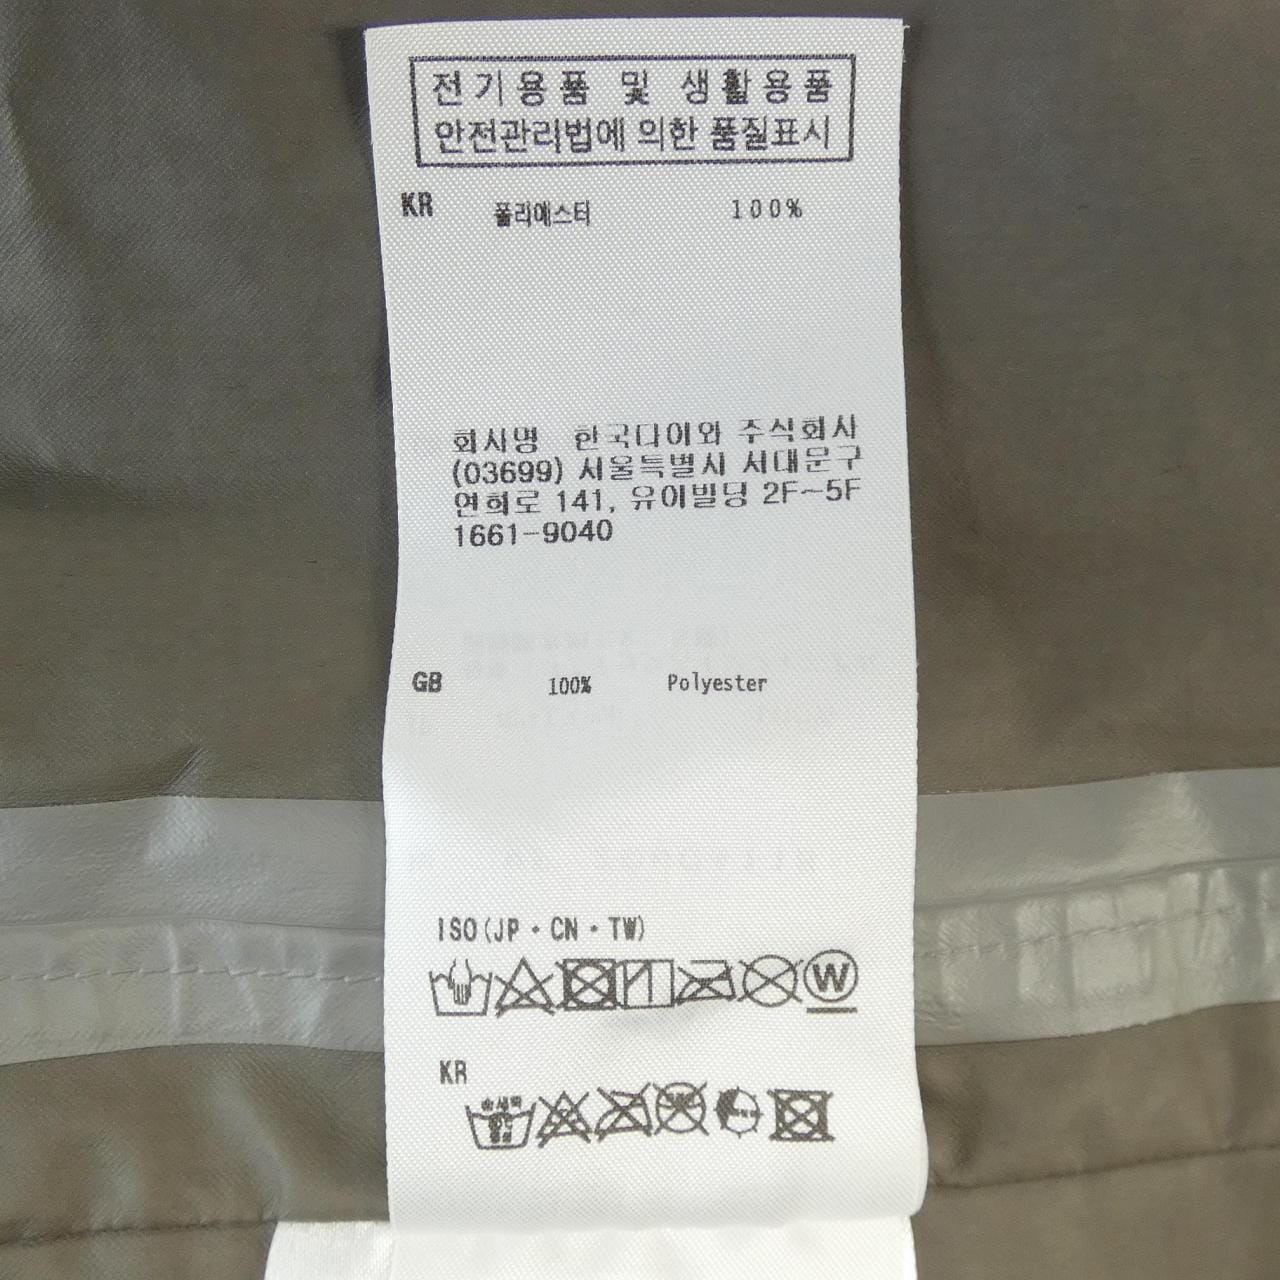 전기용품 및 생활용품
안전관리법에 의한 품질표시
KR 폴리에스터 100%
회사명 한국다이와 주식회사
(03699) 서울특별시 서대문구
연희로 141, 유이빌딩 2F~5F
1661-9040
GB 100% Polyester
ISO(JP・CN・TW)
W
KR